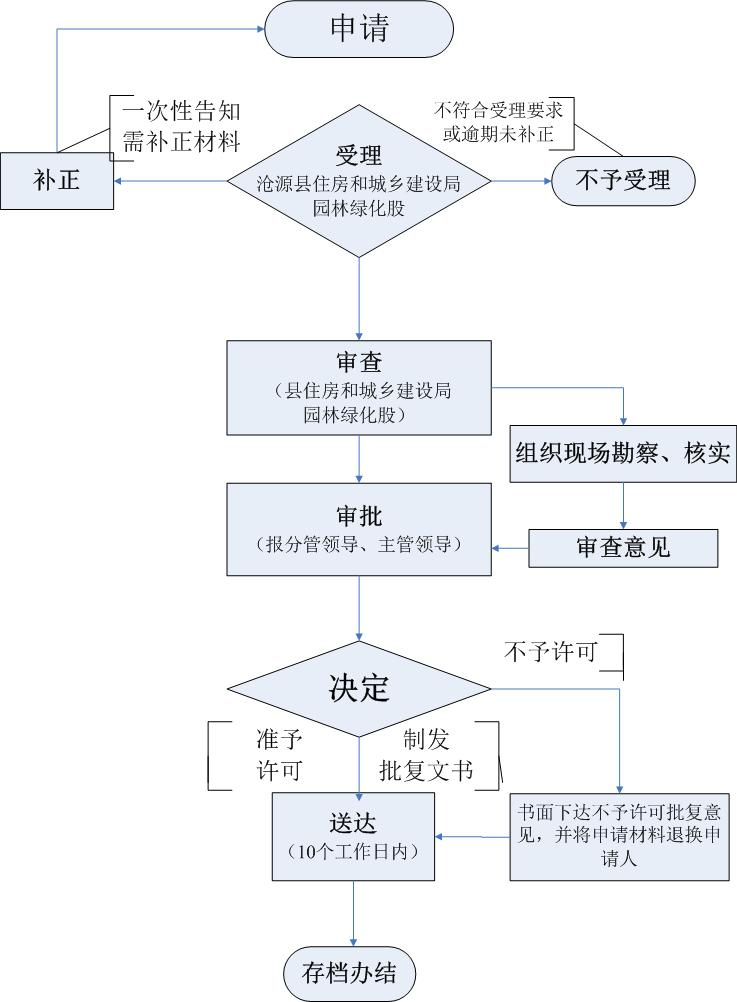 申请
一次性告知
需补正材料
不符合受理要求
或逾期未补正
受理
沧源县住房和城乡建设局
园林绿化股
补正
不予受理
审查
（县住房和城乡建设局
园林绿化股）
组织现场勘察、核实
审批
（报分管领导、主管领导）
审查意见
不予许可
决定
准予
许可
制发
批复文书
送达
（10个工作日内）
书面下达不予许可批复意
见，并将申请材料退换申
请人
存档办结